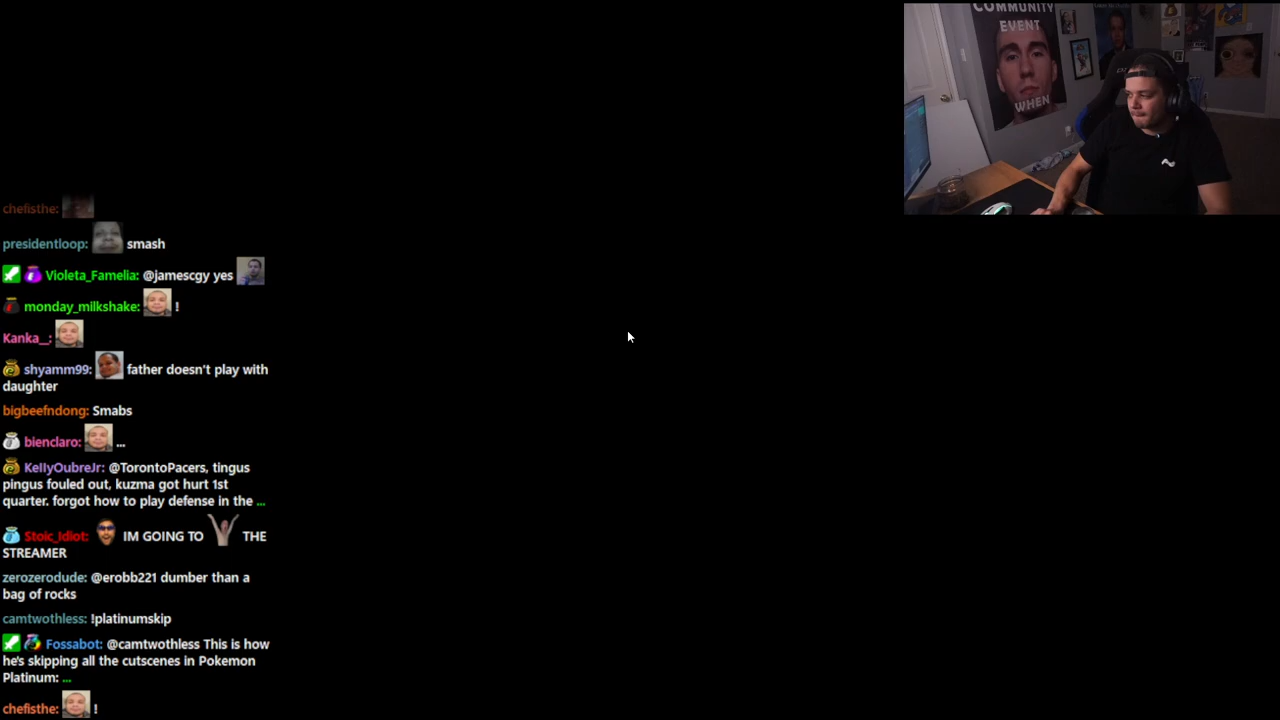 COMMUNITY
EVENT
WHEN
chefisthe:
presidentloop: smash
Violeta_Famelia: @jamescgy yes
monday_milkshake: !
Kanka__:
shyamm99: father doesn't play with
daughter
bigbeefndong: Smabs
bienclaro: ...
KellyOubreJr: @TorontoPacers, tingus
pingus fouled out, kuzma got hurt 1st
quarter. forgot how to play defense in the ...
Stoic_Idiot: IM GOING TO THE
STREAMER
zerozerodude: @erobb221 dumber than a
bag of rocks
camtwothless: !platinumskip
Fossabot: @camtwothless This is how
he's skipping all the cutscenes in Pokemon
Platinum: ...
chefisthe: !